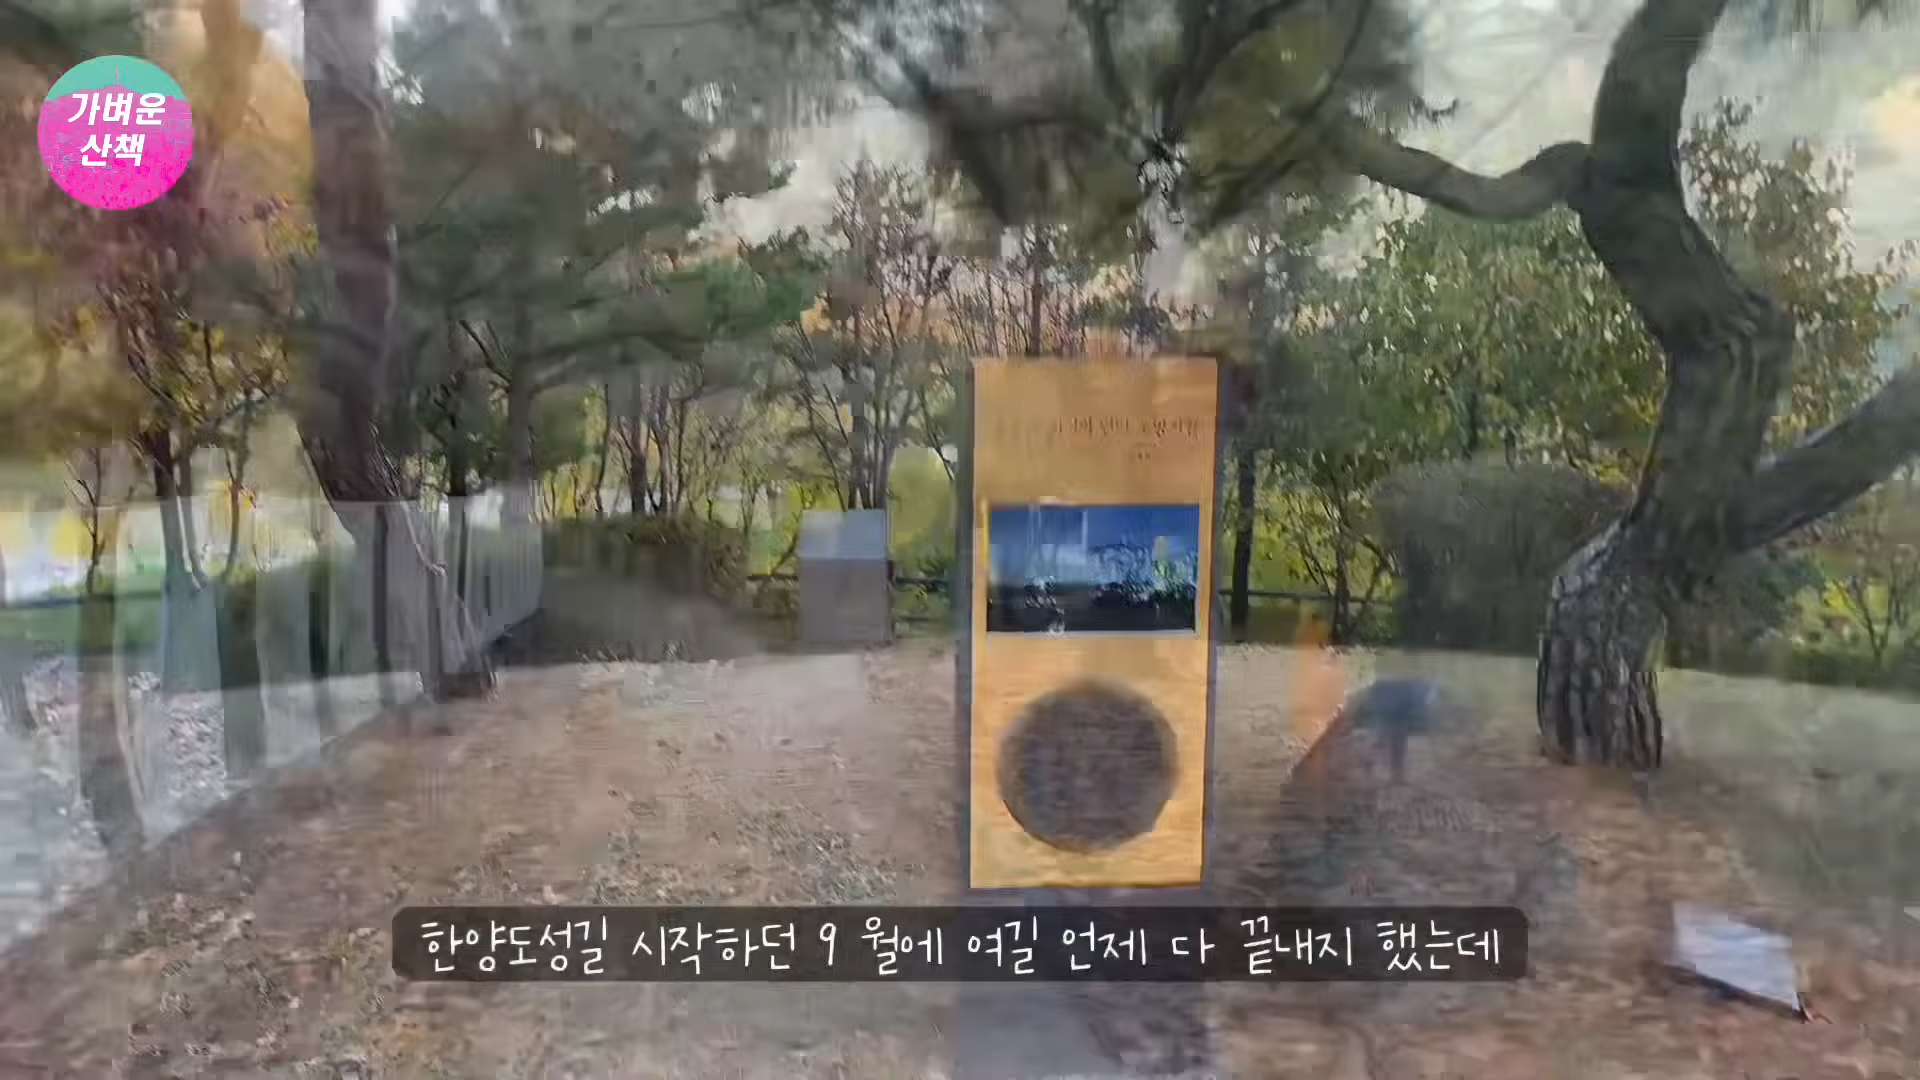 가벼운
산책
한양도성길 시작하던 9월에 여길 언제 다 끝내지 했는데